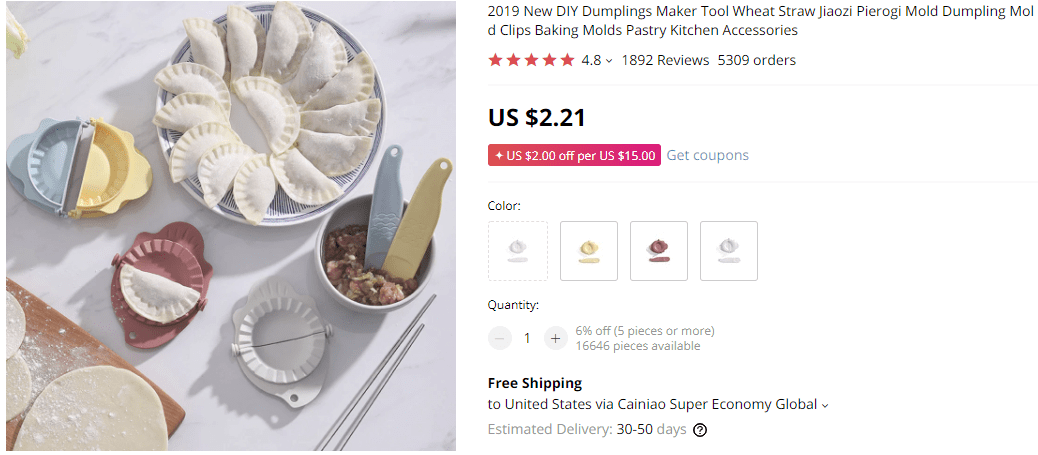 2019 New DIY Dumplings Maker Tool Wheat Straw Jiaozi Pierogi Mold Dumpling Mol
d Clips Baking Molds Pastry Kitchen Accessories
4.8 1892 Reviews 5309 orders
US $2.21
US $2.00 off per US $15.00 Get coupons
Color:
Quantity:
1
6% off (5 pieces or more)
16646 pieces available
Free Shipping
to United States via Cainiao Super Economy Global
Estimated Delivery: 30-50 days